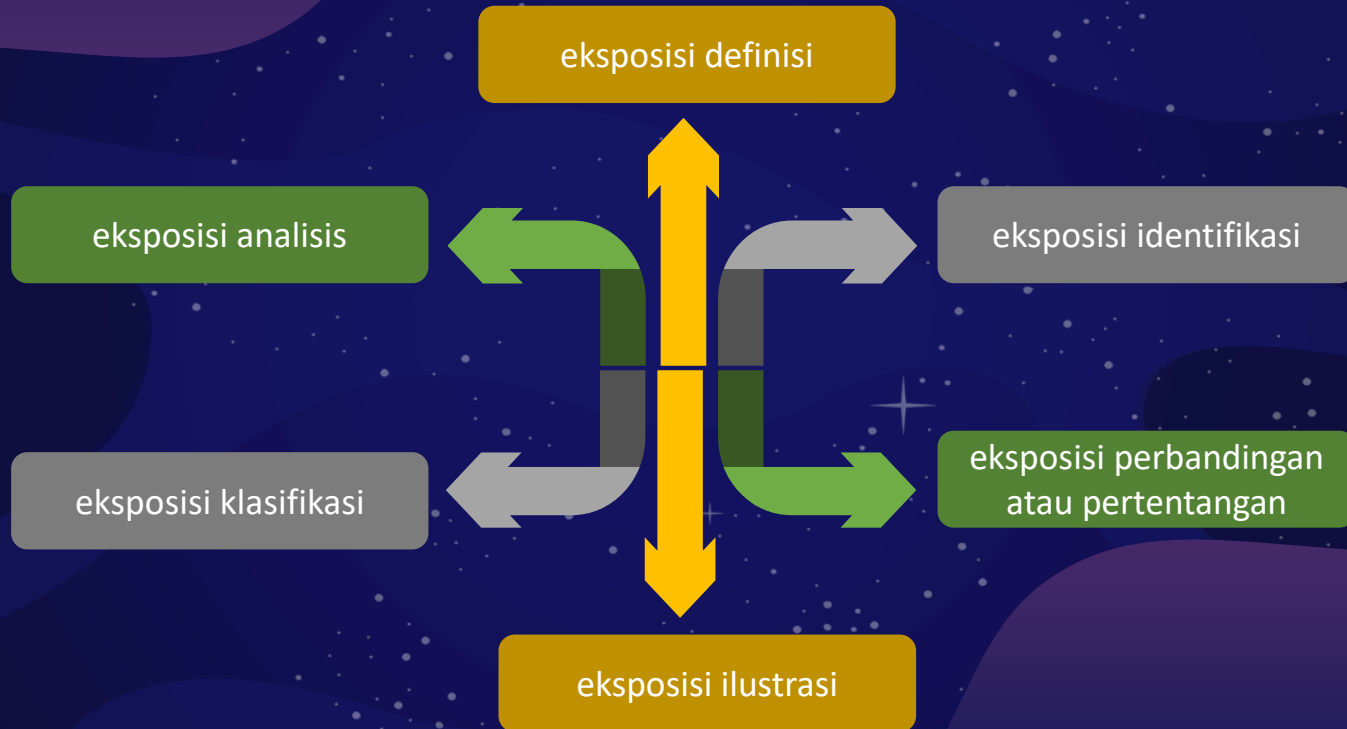 eksposisi definisi
eksposisi analisis
eksposisi identifikasi
eksposisi klasifikasi
eksposisi perbandingan
atau pertentangan
eksposisi ilustrasi